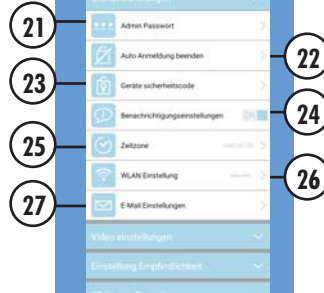 21 Admin Passwort
Auto Anmeldung beenden 22
23 Geräte sicherheitscode
Benachrichtigungseinstellungen 24
25 Zeitzone
WLAN Einstellung 26
27 E-Mail Einstellungen
Video einstellungen
Einstellung Empfindlichkeit